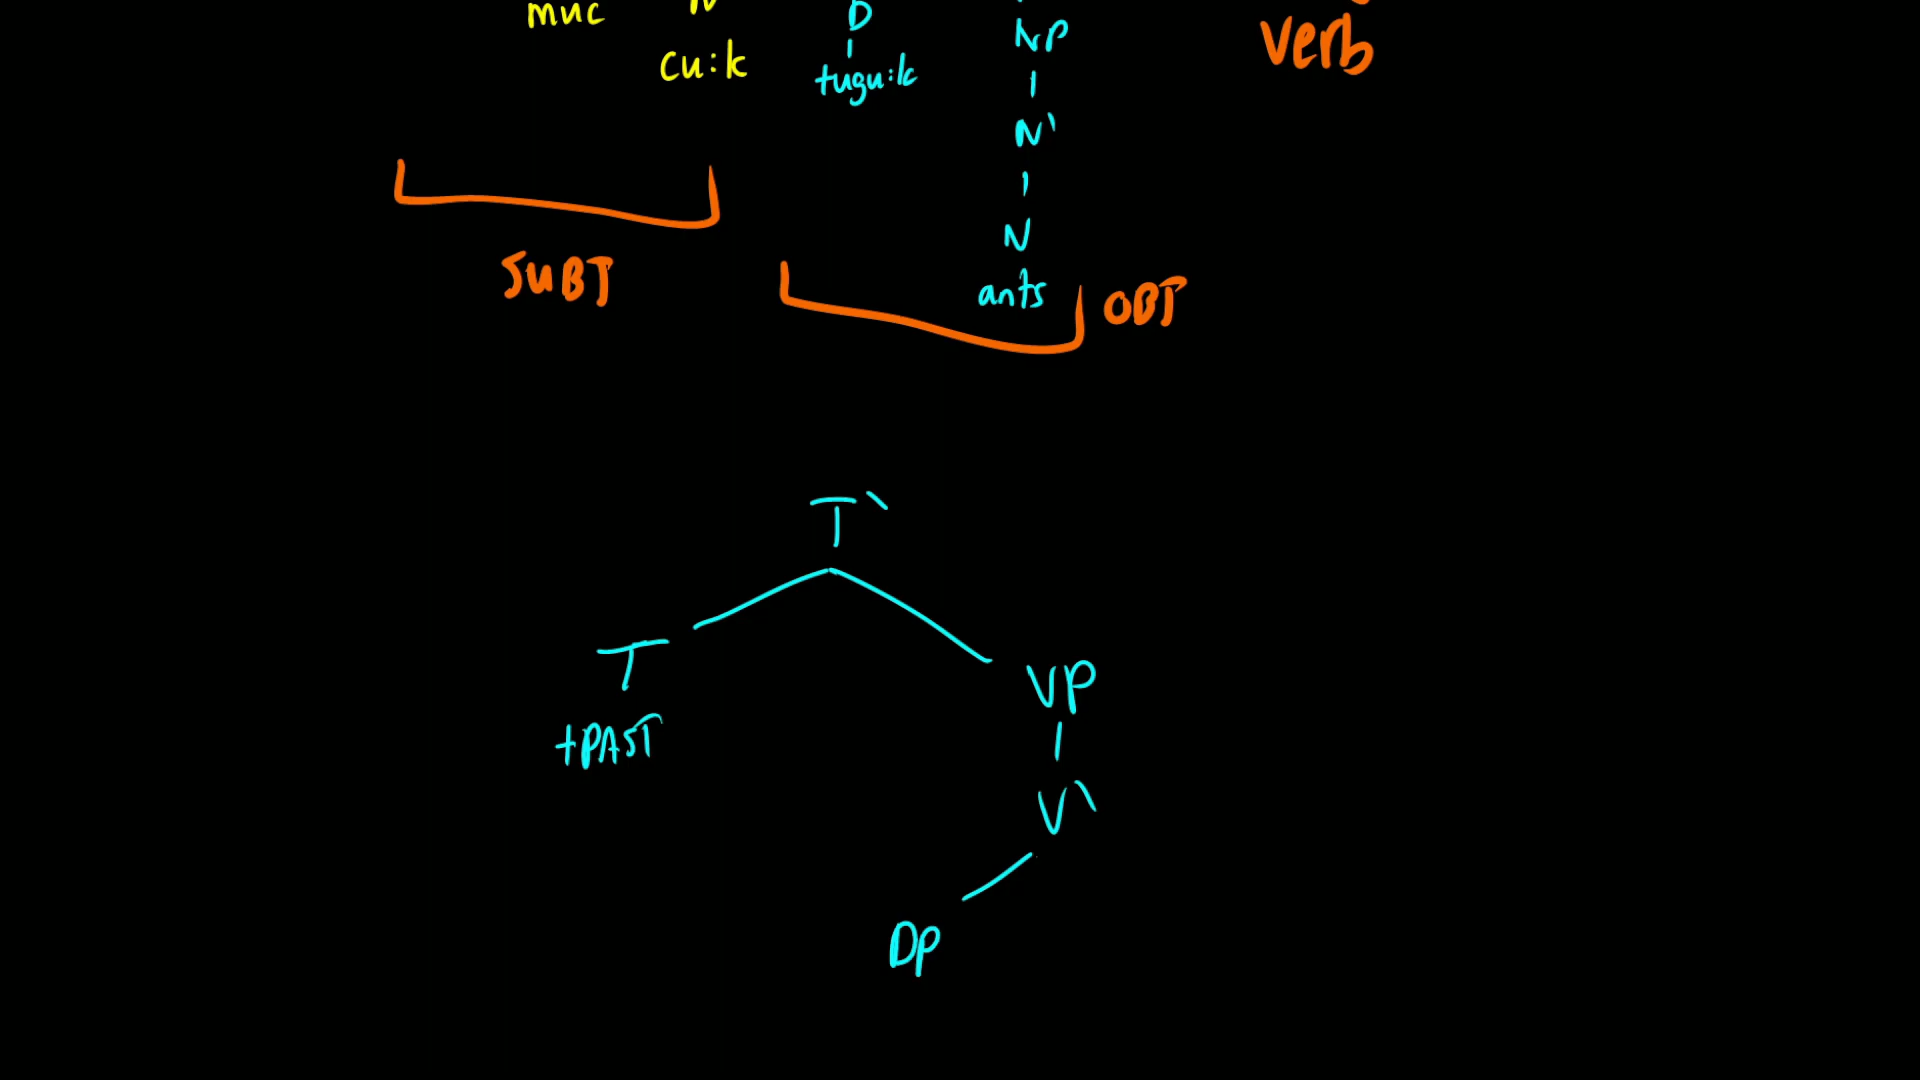 muc
cu:k
D
tugu:k
NP
N'
N
ants
Verb
SUBJ
OBJ
T`
T
+PAST
VP
V`
DP